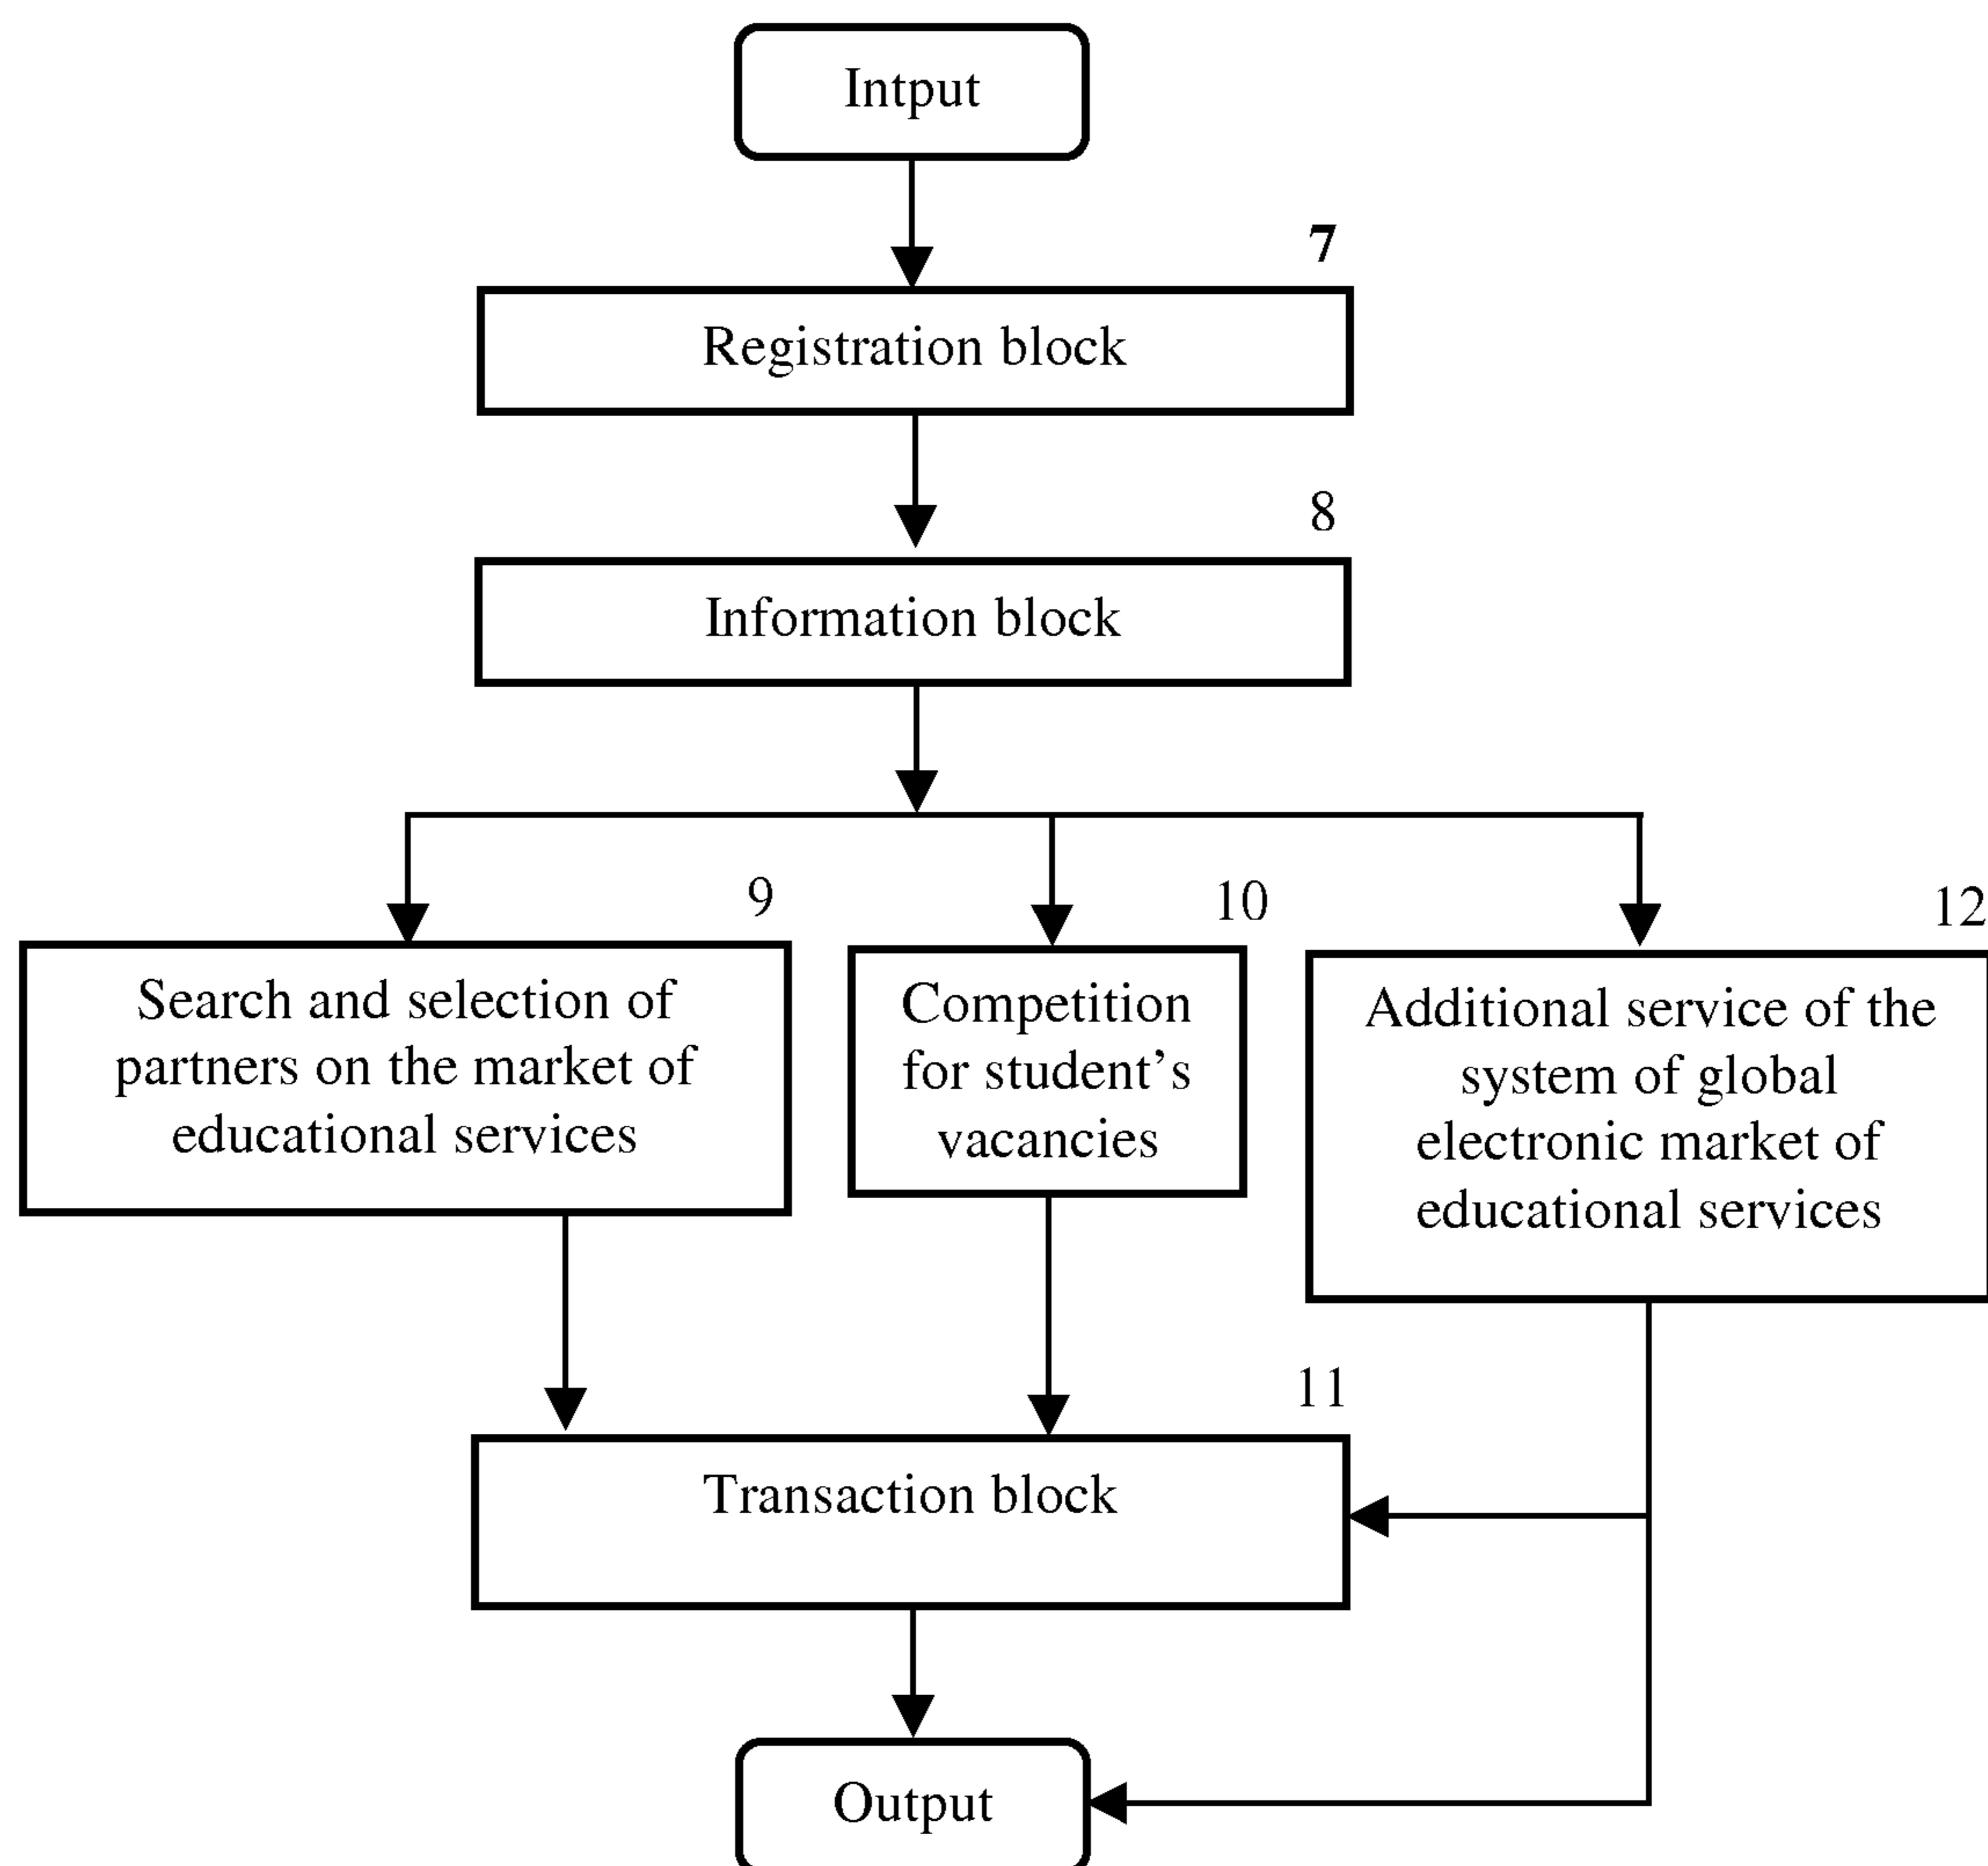 Intput
7
Registration block
8
Information block
9
Search and selection of
partners on the market of
educational services
10
Competition
for student’s
vacancies
12
Additional service of the
system of global
electronic market of
educational services
11
Transaction block
Output